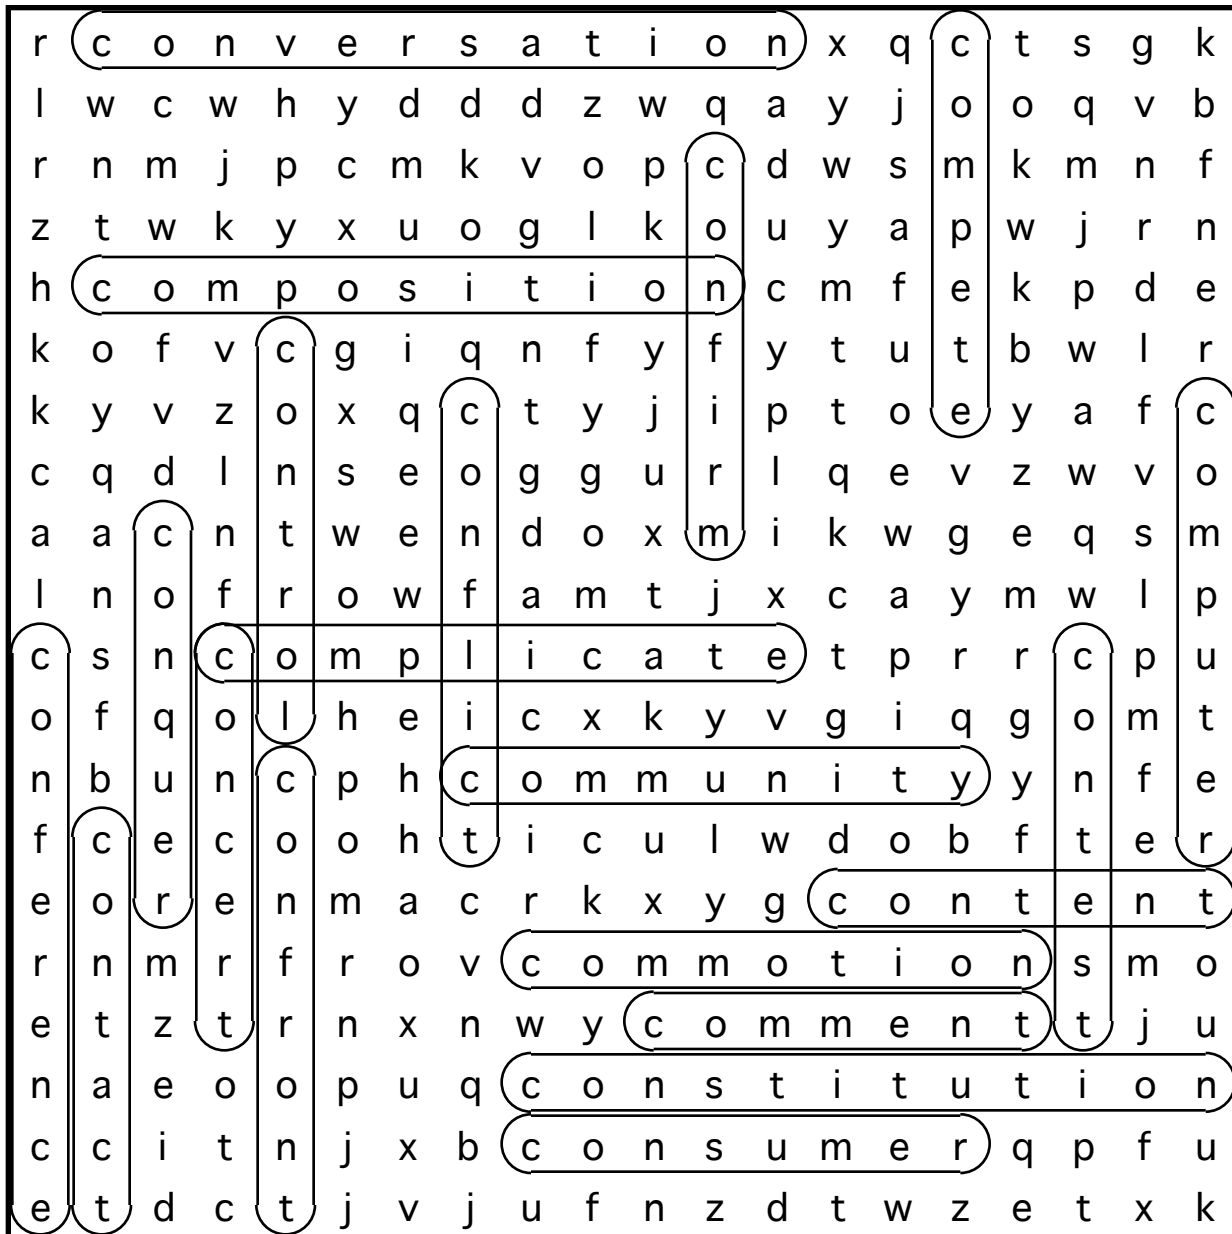 r c o n v e r s a t i o n x q c t s g k
l w c w h y d d d z w q a y j o o q v b
r n m j p c m k v o p c d w s m k m n f
z t w k y x u o g l k o u y a p w j r n
h c o m p o s i t i o n c m f e k p d e
k o f v c g i q n f y f y t u t b w l r
k y v z o x q c t y j i p t o e y a f c
c q d l n s e o g g u r l q e v z w v o
a a c n t w e n d o x m i k w g e q s m
l n o f r o w f a m t j x c a y m w l p
c s n c o m p l i c a t e t p r r c p u
o f q o l h e i c x k y v g i q g o m t
n b u n c p h c o m m u n i t y y n f e
f c e c o o h t i c u l w d o b f t e r
e o r e n m a c r k x y g c o n t e n t
r n m r f r o v c o m m o t i o n s m o
e t z t r n x n w y c o m m e n t t j u
n a e o o p u q c o n s t i t u t i o n
c c i t n j x b c o n s u m e r q p f u
e t d c t j v j u f n z d t w z e t x k